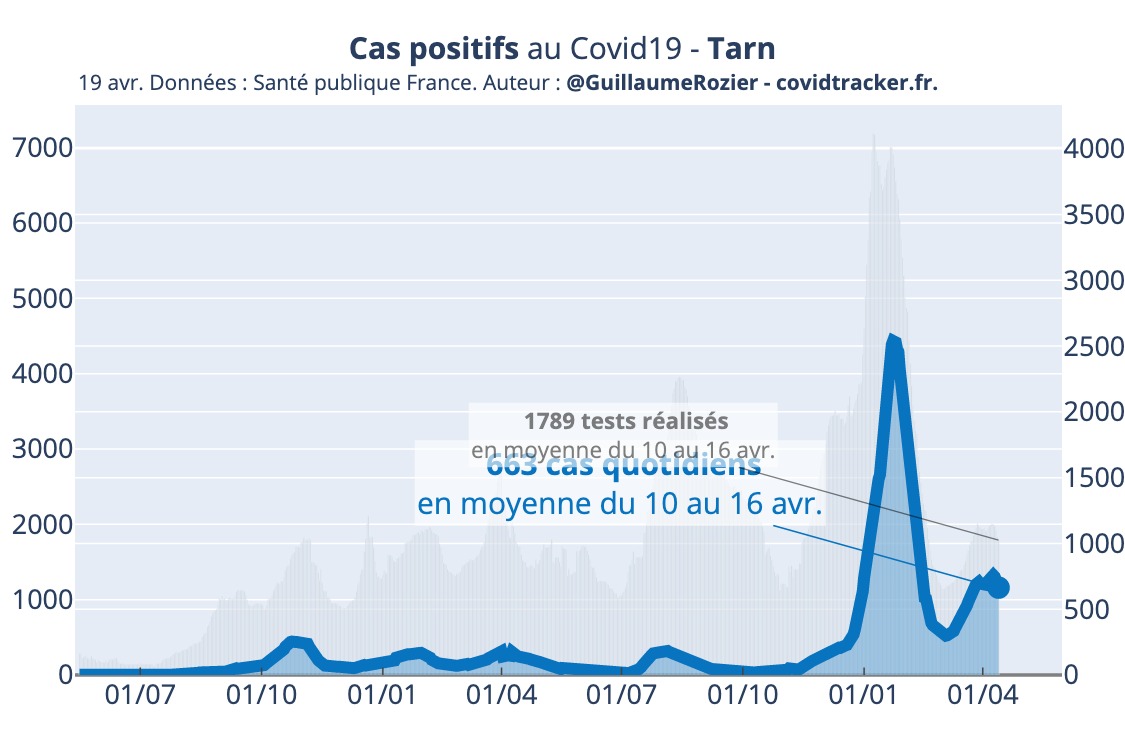 Cas positifs au Covid19 - Tarn
19 avr. Données : Santé publique France. Auteur : @GuillaumeRozier - covidtracker.fr.
7000
6000
5000
4000
3000
2000
1000
0
4000
3500
3000
2500
2000
1500
1000
500
0
1789 tests réalisés
en moyenne du 10 au 16 avr.
663 cas quotidiens
en moyenne du 10 au 16 avr.
01/07 01/10 01/01 01/04 01/07 01/10 01/01 01/04